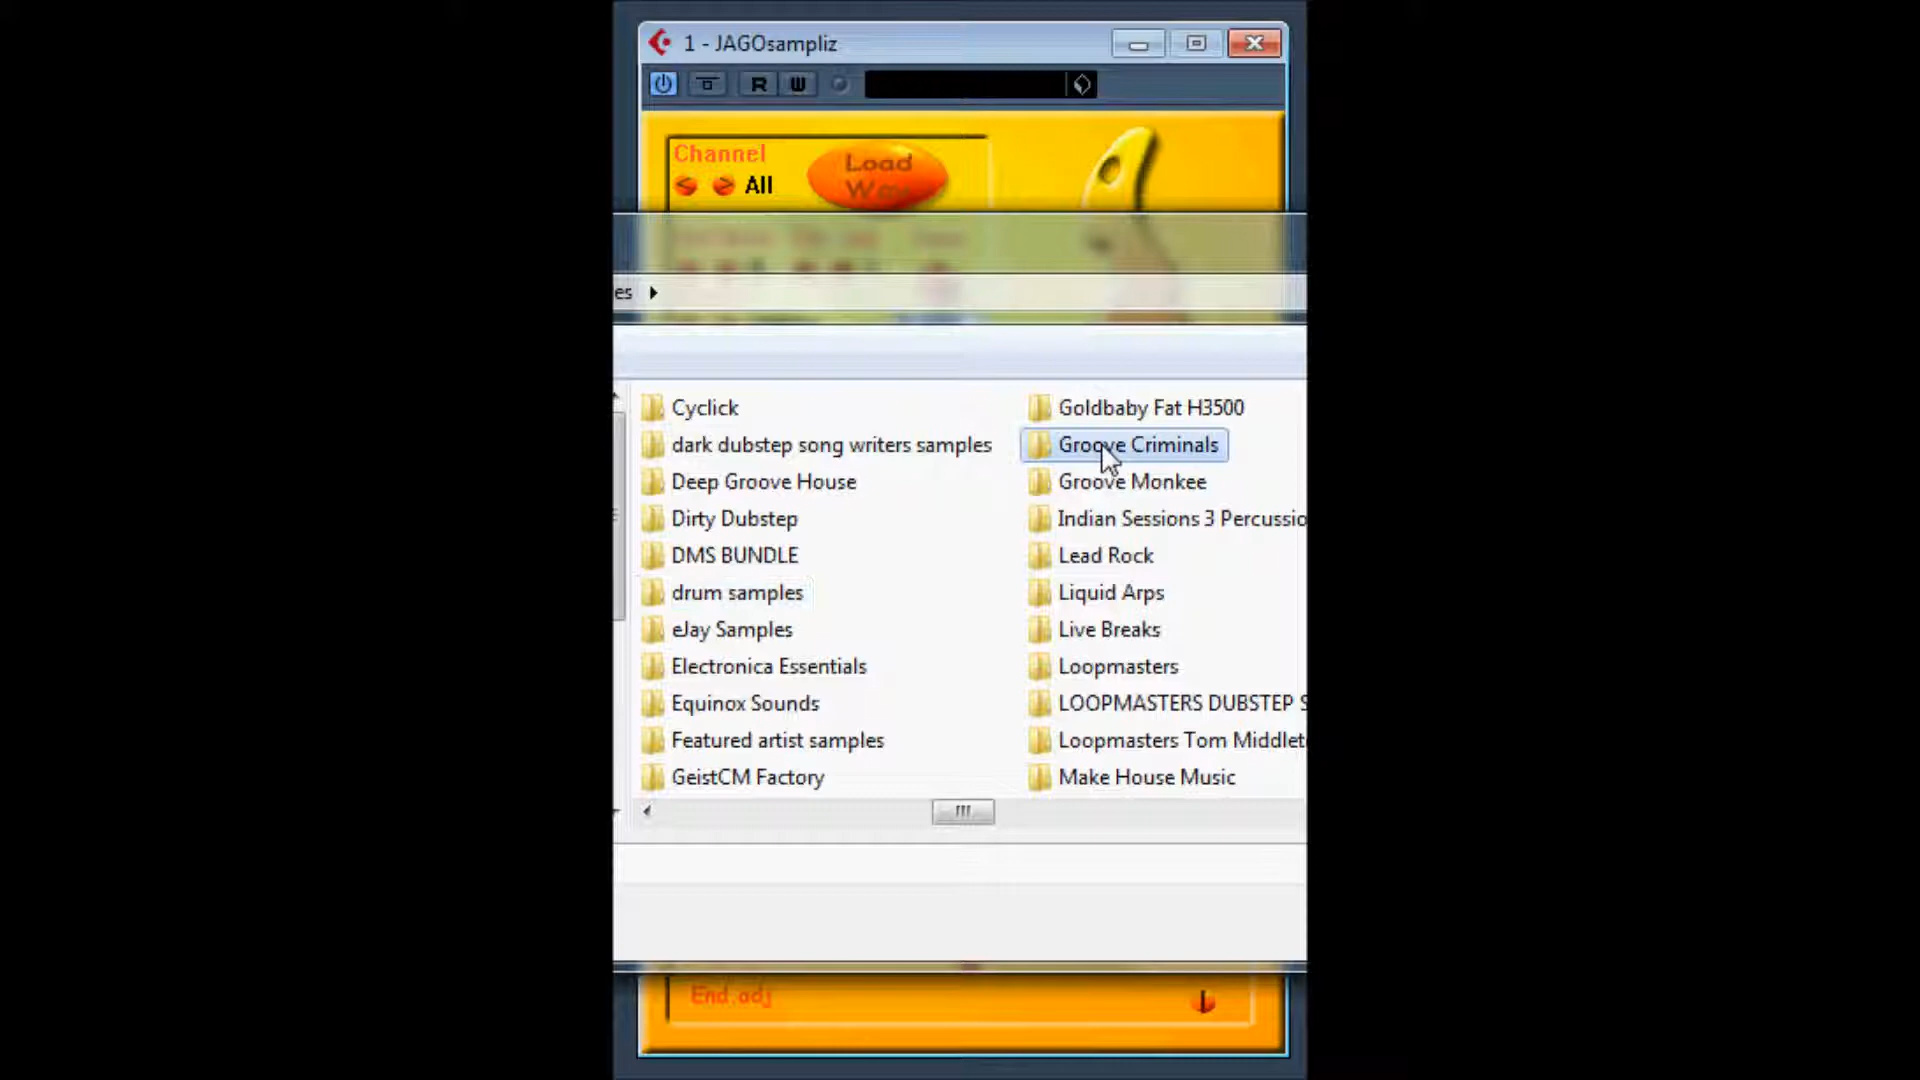 1 - JAGOsampliz
R W
Channel
< > All
Load
Wav
es
Cyclick
dark dubstep song writers samples
Deep Groove House
Dirty Dubstep
DMS BUNDLE
drum samples
eJay Samples
Electronica Essentials
Equinox Sounds
Featured artist samples
GeistCM Factory
Goldbaby Fat H3500
Groove Criminals
Groove Monkee
Indian Sessions 3 Percussio
Lead Rock
Liquid Arps
Live Breaks
Loopmasters
LOOPMASTERS DUBSTEP S
Loopmasters Tom Middlet
Make House Music
End.adj